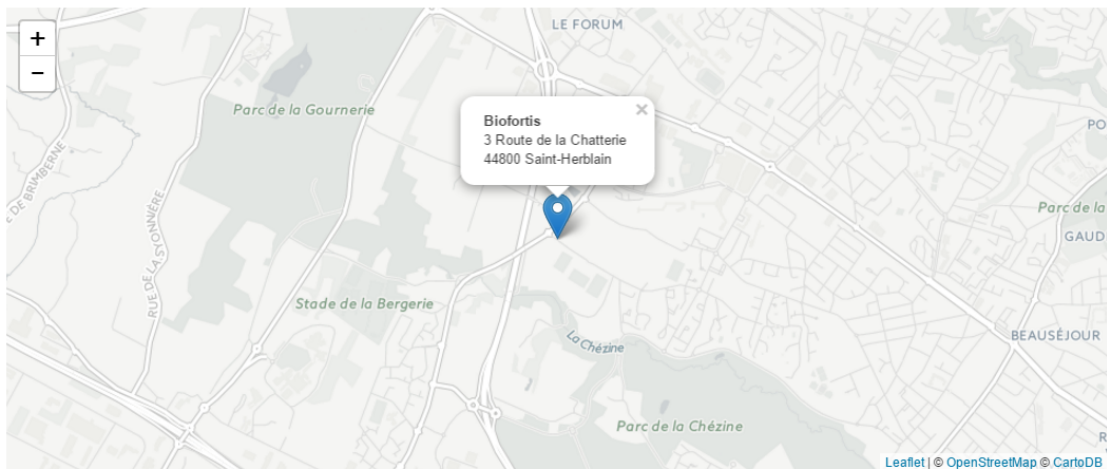 +
−
LE FORUM
Parc de la Gournerie
×
Biofortis
3 Route de la Chatterie
44800 Saint-Herblain
PO
E DE BRIMBERNE
RUE DE LA SYONNIÈRE
Parc de la
GAUD
Stade de la Bergerie
La Chézine
BEAUSÉJOUR
Parc de la Chézine
R
Leaflet | © OpenStreetMap © CartoDB